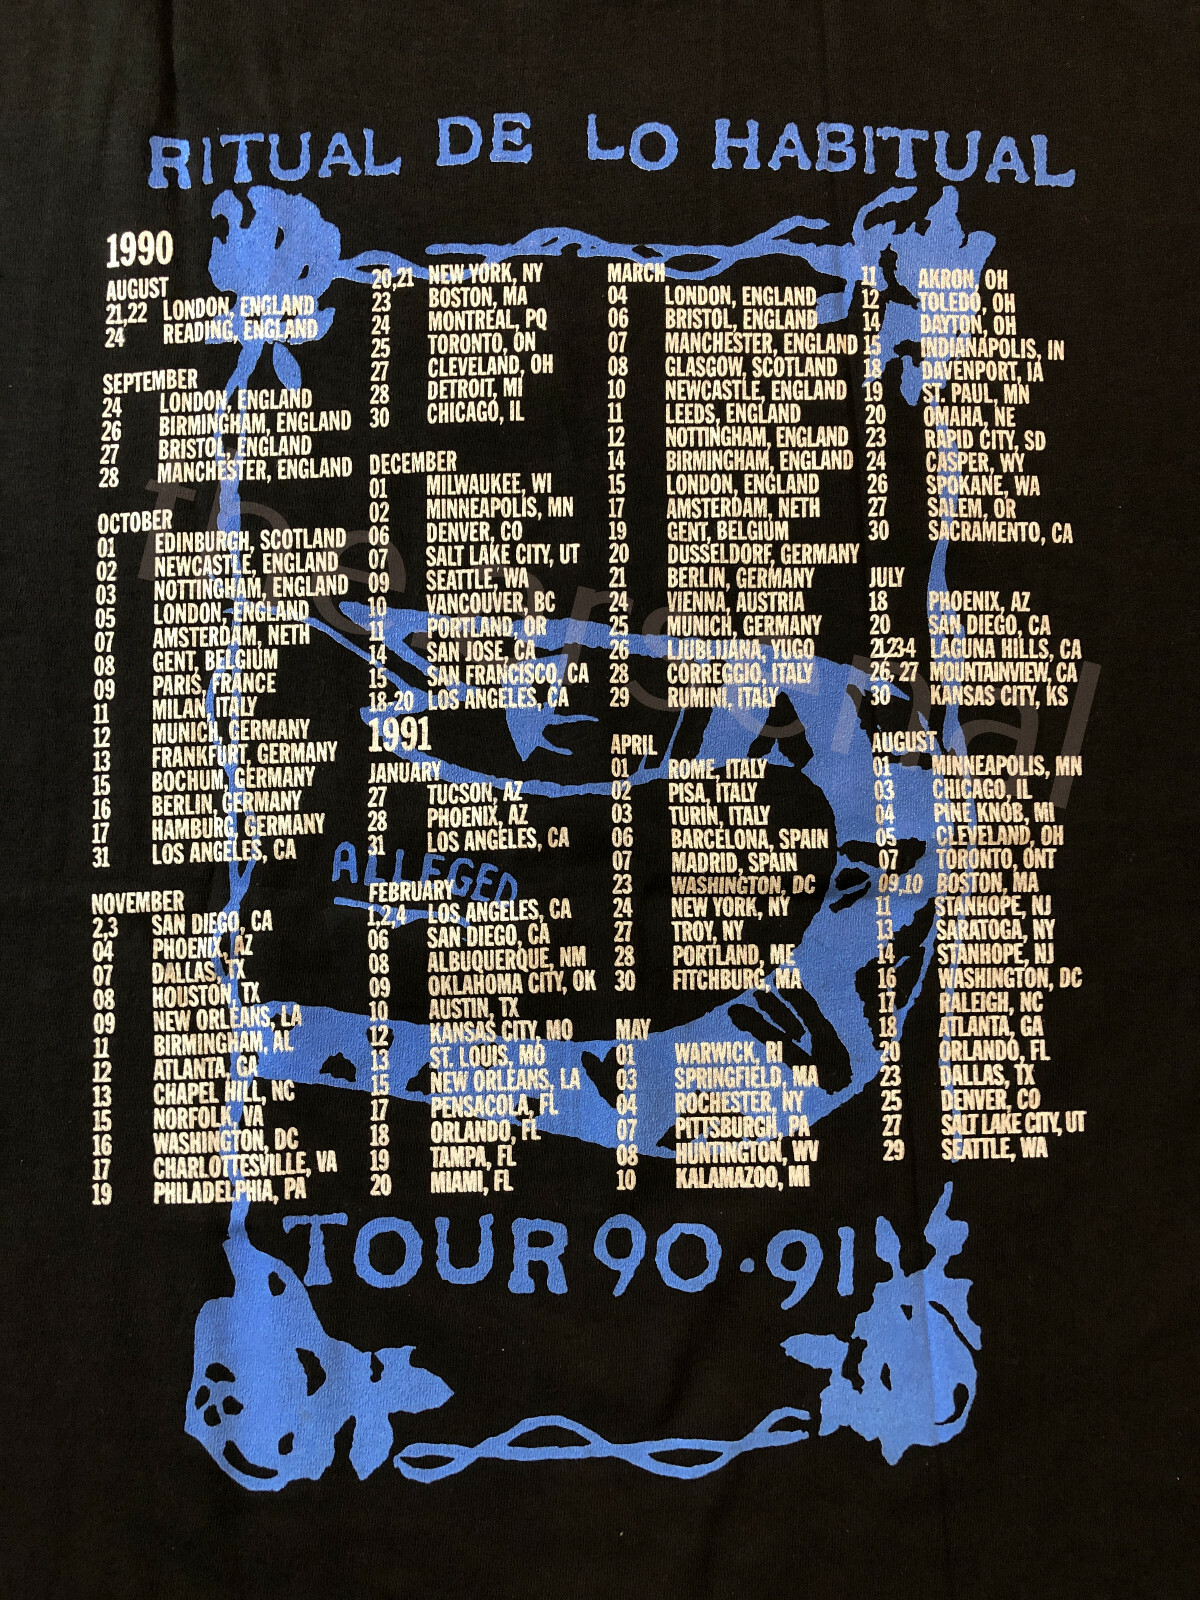 RITUAL DE LO HABITUAL
1990
AUGUST
21,22 LONDON, ENGLAND
24 READING, ENGLAND
SEPTEMBER
24 LONDON, ENGLAND
26 BIRMINGHAM, ENGLAND
27 BRISTOL, ENGLAND
28 MANCHESTER, ENGLAND
OCTOBER
01 EDINBURGH, SCOTLAND
02 NEWCASTLE, ENGLAND
03 NOTTINGHAM, ENGLAND
05 LONDON, ENGLAND
07 AMSTERDAM, NETH
08 GENT, BELGIUM
09 PARIS, FRANCE
11 MILAN, ITALY
12 MUNICH, GERMANY
13 FRANKFURT, GERMANY
15 BOCHUM, GERMANY
16 BERLIN, GERMANY
17 HAMBURG, GERMANY
31 LOS ANGELES, CA
NOVEMBER
2,3 SAN DIEGO, CA
04 PHOENIX, AZ
07 DALLAS, TX
08 HOUSTON, TX
09 NEW ORLEANS, LA
11 BIRMINGHAM, AL
12 ATLANTA, GA
13 CHAPEL HILL, NC
15 NORFOLK, VA
16 WASHINGTON, DC
17 CHARLOTTESVILLE, VA
19 PHILADELPHIA, PA
20,21 NEW YORK, NY
23 BOSTON, MA
24 MONTREAL, PQ
25 TORONTO, ON
27 CLEVELAND, OH
28 DETROIT, MI
30 CHICAGO, IL
DECEMBER
01 MILWAUKEE, WI
02 MINNEAPOLIS, MN
06 DENVER, CO
07 SALT LAKE CITY, UT
09 SEATTLE, WA
10 VANCOUVER, BC
11 PORTLAND, OR
14 SAN JOSE, CA
15 SAN FRANCISCO, CA
18-20 LOS ANGELES, CA
1991
JANUARY
27 TUCSON, AZ
28 PHOENIX, AZ
31 LOS ANGELES, CA
ALLEGED
FEBRUARY
1,2,4 LOS ANGELES, CA
06 SAN DIEGO, CA
08 ALBUQUERQUE, NM
09 OKLAHOMA CITY, OK
10 AUSTIN, TX
12 KANSAS CITY, MO
13 ST. LOUIS, MO
15 NEW ORLEANS, LA
17 PENSACOLA, FL
18 ORLANDO, FL
19 TAMPA, FL
20 MIAMI, FL
MARCH
04 LONDON, ENGLAND
06 BRISTOL, ENGLAND
07 MANCHESTER, ENGLAND
08 GLASGOW, SCOTLAND
10 NEWCASTLE, ENGLAND
11 LEEDS, ENGLAND
12 NOTTINGHAM, ENGLAND
14 BIRMINGHAM, ENGLAND
15 LONDON, ENGLAND
17 AMSTERDAM, NETH
19 GENT, BELGIUM
20 DUSSELDORF, GERMANY
21 BERLIN, GERMANY
24 VIENNA, AUSTRIA
25 MUNICH, GERMANY
26 LJUBLIJANA, YUGO
28 CORREGGIO, ITALY
29 RUMINI, ITALY
APRIL
01 ROME, ITALY
02 PISA, ITALY
03 TURIN, ITALY
06 BARCELONA, SPAIN
07 MADRID, SPAIN
23 WASHINGTON, DC
24 NEW YORK, NY
27 TROY, NY
28 PORTLAND, ME
30 FITCHBURG, MA
MAY
01 WARWICK, RI
03 SPRINGFIELD, MA
04 ROCHESTER, NY
07 PITTSBURGH, PA
08 HUNTINGTON, WV
10 KALAMAZOO, MI
11 AKRON, OH
12 TOLEDO, OH
14 DAYTON, OH
15 INDIANAPOLIS, IN
18 DAVENPORT, IA
19 ST. PAUL, MN
20 OMAHA, NE
23 RAPID CITY, SD
24 CASPER, WY
26 SPOKANE, WA
27 SALEM, OR
30 SACRAMENTO, CA
JULY
18 PHOENIX, AZ
20 SAN DIEGO, CA
21,23-4 LAGUNA HILLS, CA
26, 27 MOUNTAINVIEW, CA
30 KANSAS CITY, KS
AUGUST
01 MINNEAPOLIS, MN
03 CHICAGO, IL
04 PINE KNOB, MI
05 CLEVELAND, OH
07 TORONTO, ONT
09,10 BOSTON, MA
11 STANHOPE, NJ
13 SARATOGA, NY
14 STANHOPE, NJ
16 WASHINGTON, DC
17 RALEIGH, NC
18 ATLANTA, GA
20 ORLANDO, FL
23 DALLAS, TX
25 DENVER, CO
27 SALT LAKE CITY, UT
29 SEATTLE, WA
TOUR 90·91